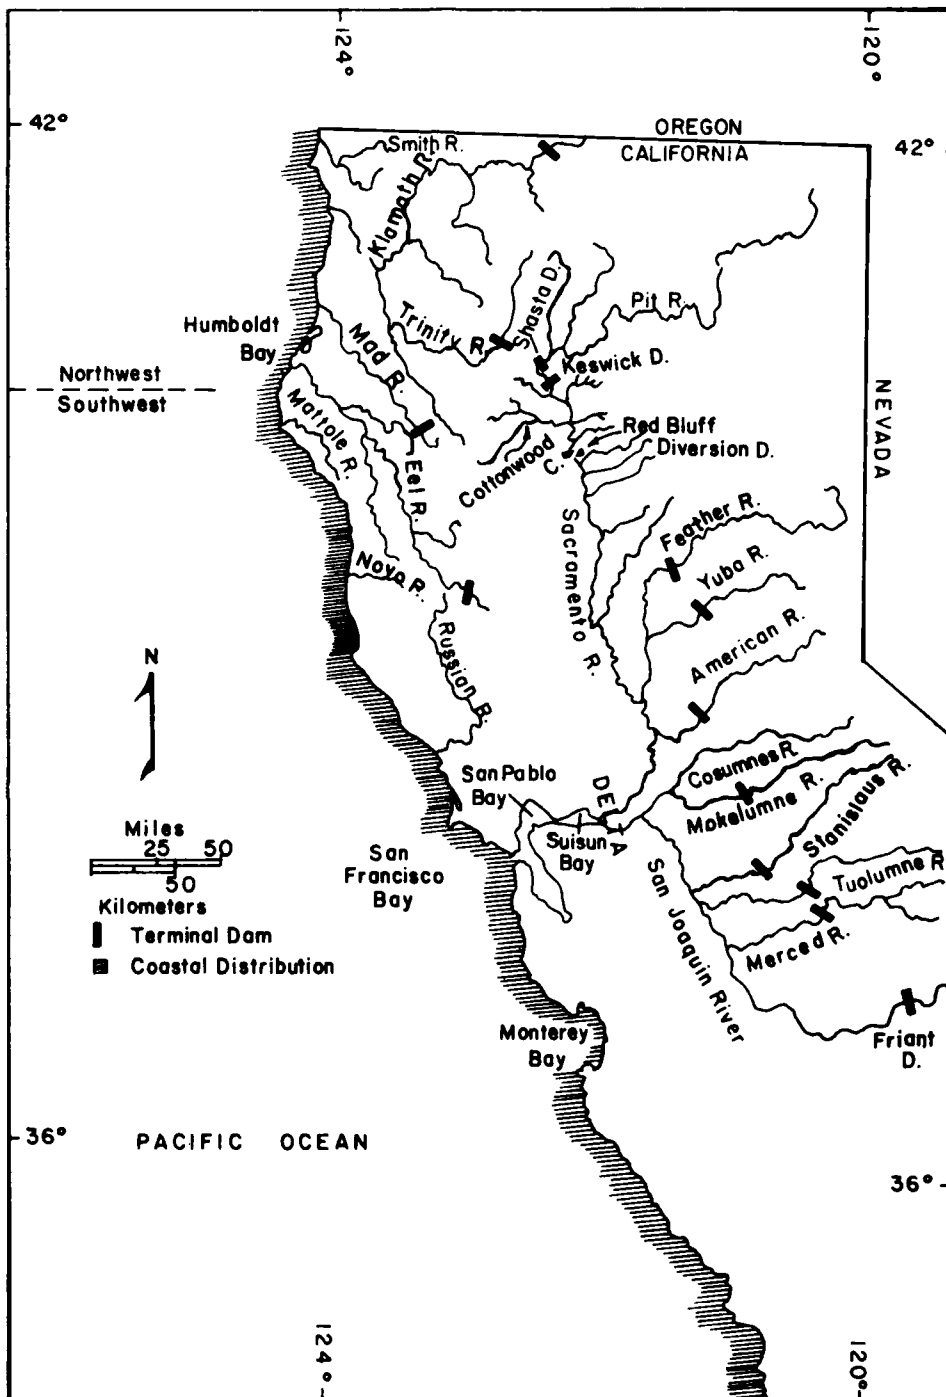 124°
120°
42°
42°
OREGON
CALIFORNIA
Smith R.
Klamath R.
Trinity R.
Shasta D.
Pit R.
Keswick D.
Humboldt
Bay
Mad R.
Northwest
Southwest
NEVADA
Mattole R.
Eel R.
Cottonwood
C.
Red Bluff
Diversion D.
Sacramento R.
Feather R.
Yuba R.
American R.
Noyo R.
Russian R.
N
San Pablo
Bay
DELTA
Suisun
Bay
Cosumnes R.
Mokelumne R.
Stanislaus R.
Tuolumne R
Merced R.
San Joaquin River
Friant
D.
San
Francisco
Bay
Miles
25 50
50
Kilometers
Terminal Dam
Coastal Distribution
Monterey
Bay
36°
PACIFIC OCEAN
36°
124°
120°